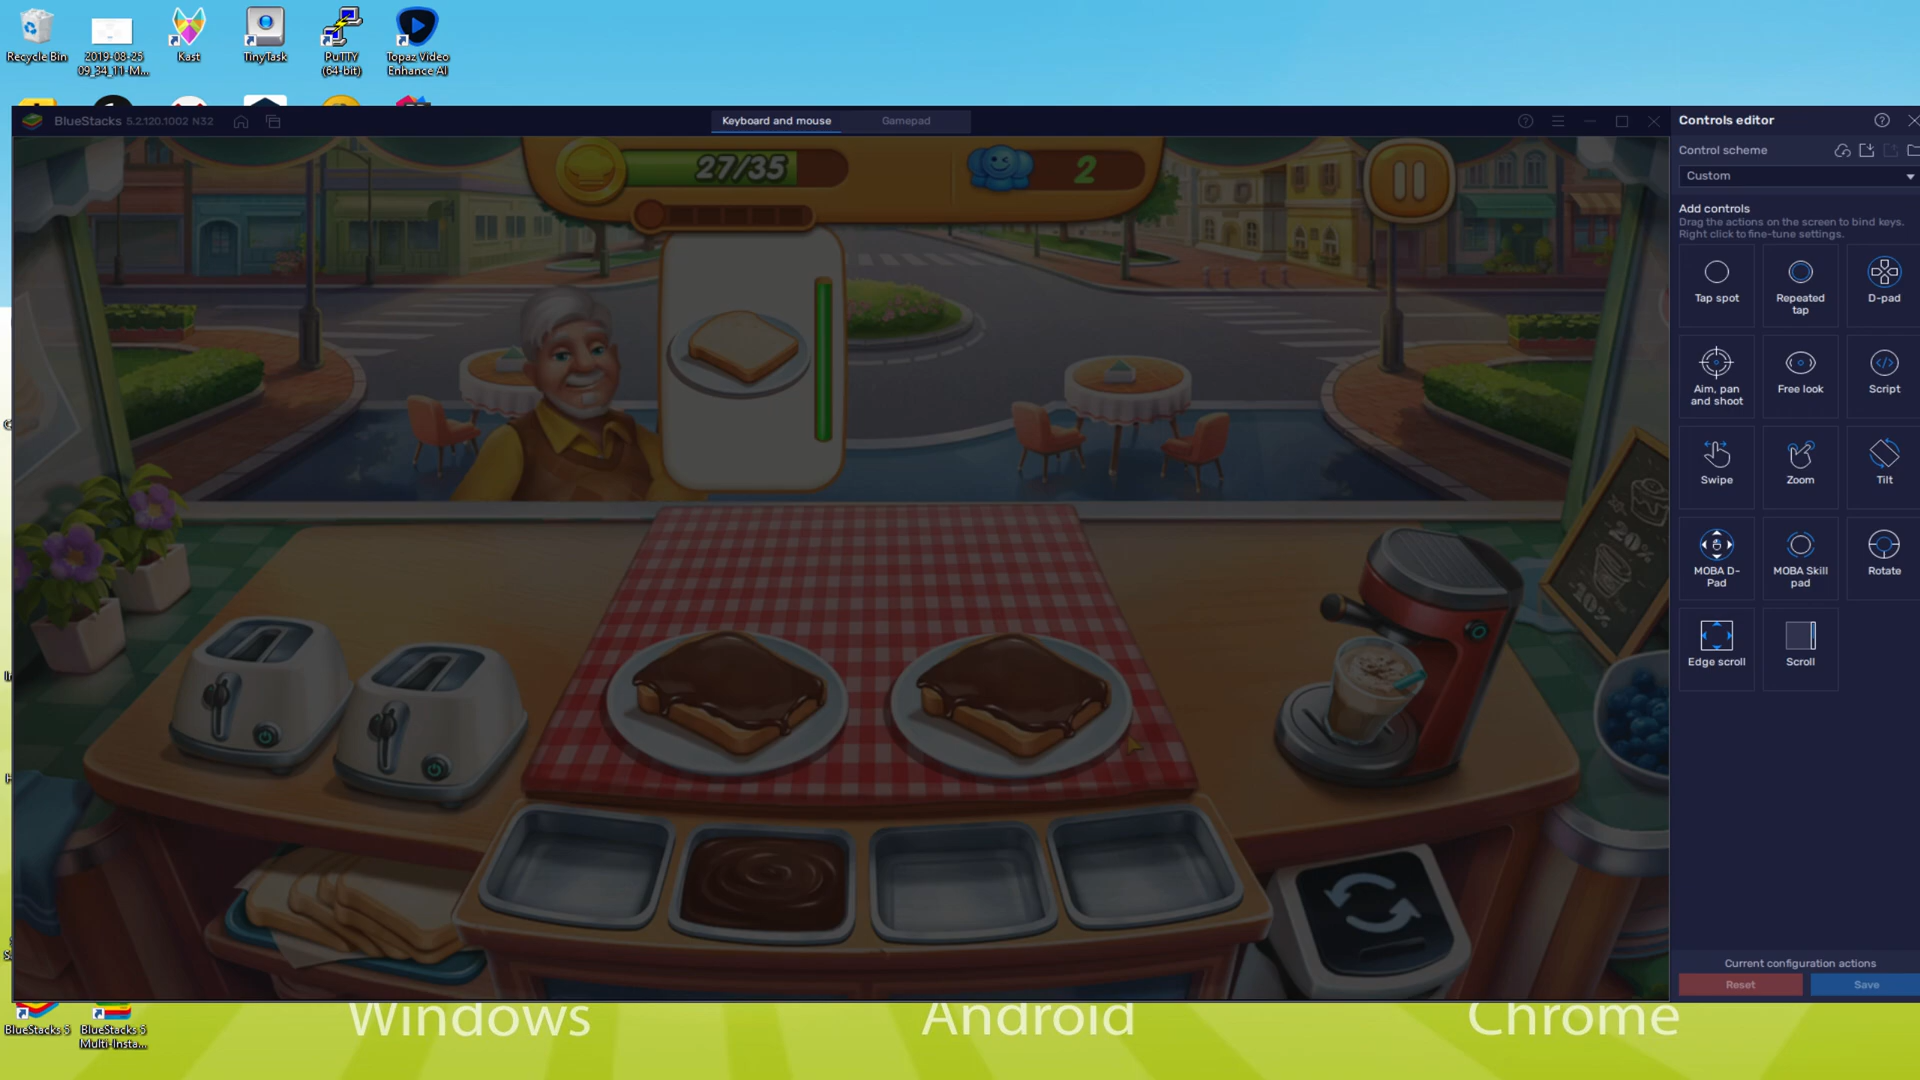 Recycle Bin
2019-08-25
09_34_11-M...
Kast
TinyTask
PuTTY
(64-bit)
Topaz Video
Enhance AI
BlueStacks 5.2.120.1002 N32
Keyboard and mouse
Gamepad
Controls editor
Control scheme
Custom
Add controls
Drag the actions on the screen to bind keys.
Right click to fine-tune settings.
Tap spot
Repeated
tap
D-pad
Aim, pan
and shoot
Free look
Script
Swipe
Zoom
Tilt
MOBA D-
Pad
MOBA Skill
pad
Rotate
Edge scroll
Scroll
Current configuration actions
Reset
Save
27/35
2
-20%
-10%
BlueStacks 5
BlueStacks 5
Multi-Insta...
Windows
Android
Chrome